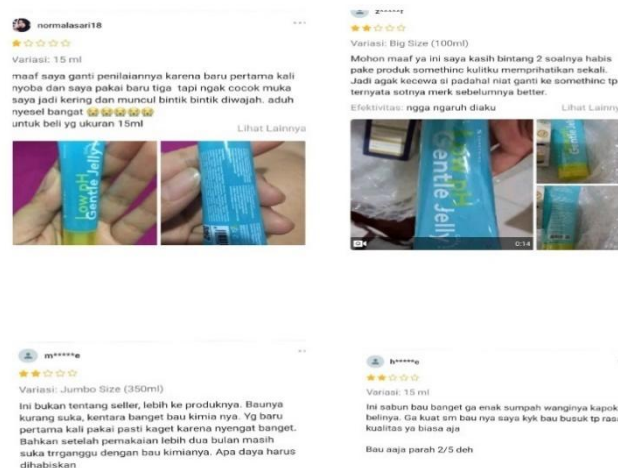 normalasari18
Variasi: 15 ml
maaf saya ganti penilaiannya karena baru pertama kali
nyoba dan saya pakai baru tiga  tapi ngak cocok muka
saya jadi kering dan muncul bintik bintik diwajah. aduh
nyesel bangat 😭😭😭😭😭
untuk beli yg ukuran 15ml
Lihat Lainnya
Low pH
Gentle Jelly
z*****r
Variasi: Big Size (100ml)
Mohon maaf ya ini saya kasih bintang 2 soalnya habis
pake produk somethinc kulitku memprihatikan sekali.
Jadi agak kecewa si padahal niat ganti ke somethinc tp
ternyata sotnya merk sebelumnya better.
Efektivitas: ngga ngaruh diaku
Lihat Lainn
Low pH
Gentle Jelly
0:14
m*****e
Variasi: Jumbo Size (350ml)
Ini bukan tentang seller, lebih ke produknya. Baunya
kurang suka, kentara banget bau kimia nya. Yg baru
pertama kali pakai pasti kaget karena nyengat banget.
Bahkan setelah pemakaian lebih dua bulan masih
suka trrganggu dengan bau kimianya. Apa daya harus
dihabiskan
h*****o
Variasi: 15 ml
Ini sabun bau banget ga enak sumpah wanginya kapok
belinya. Ga kuat sm bau nya saya kyk bau busuk tp rasa
kualitas ya biasa aja
Bau aaja parah 2/5 deh